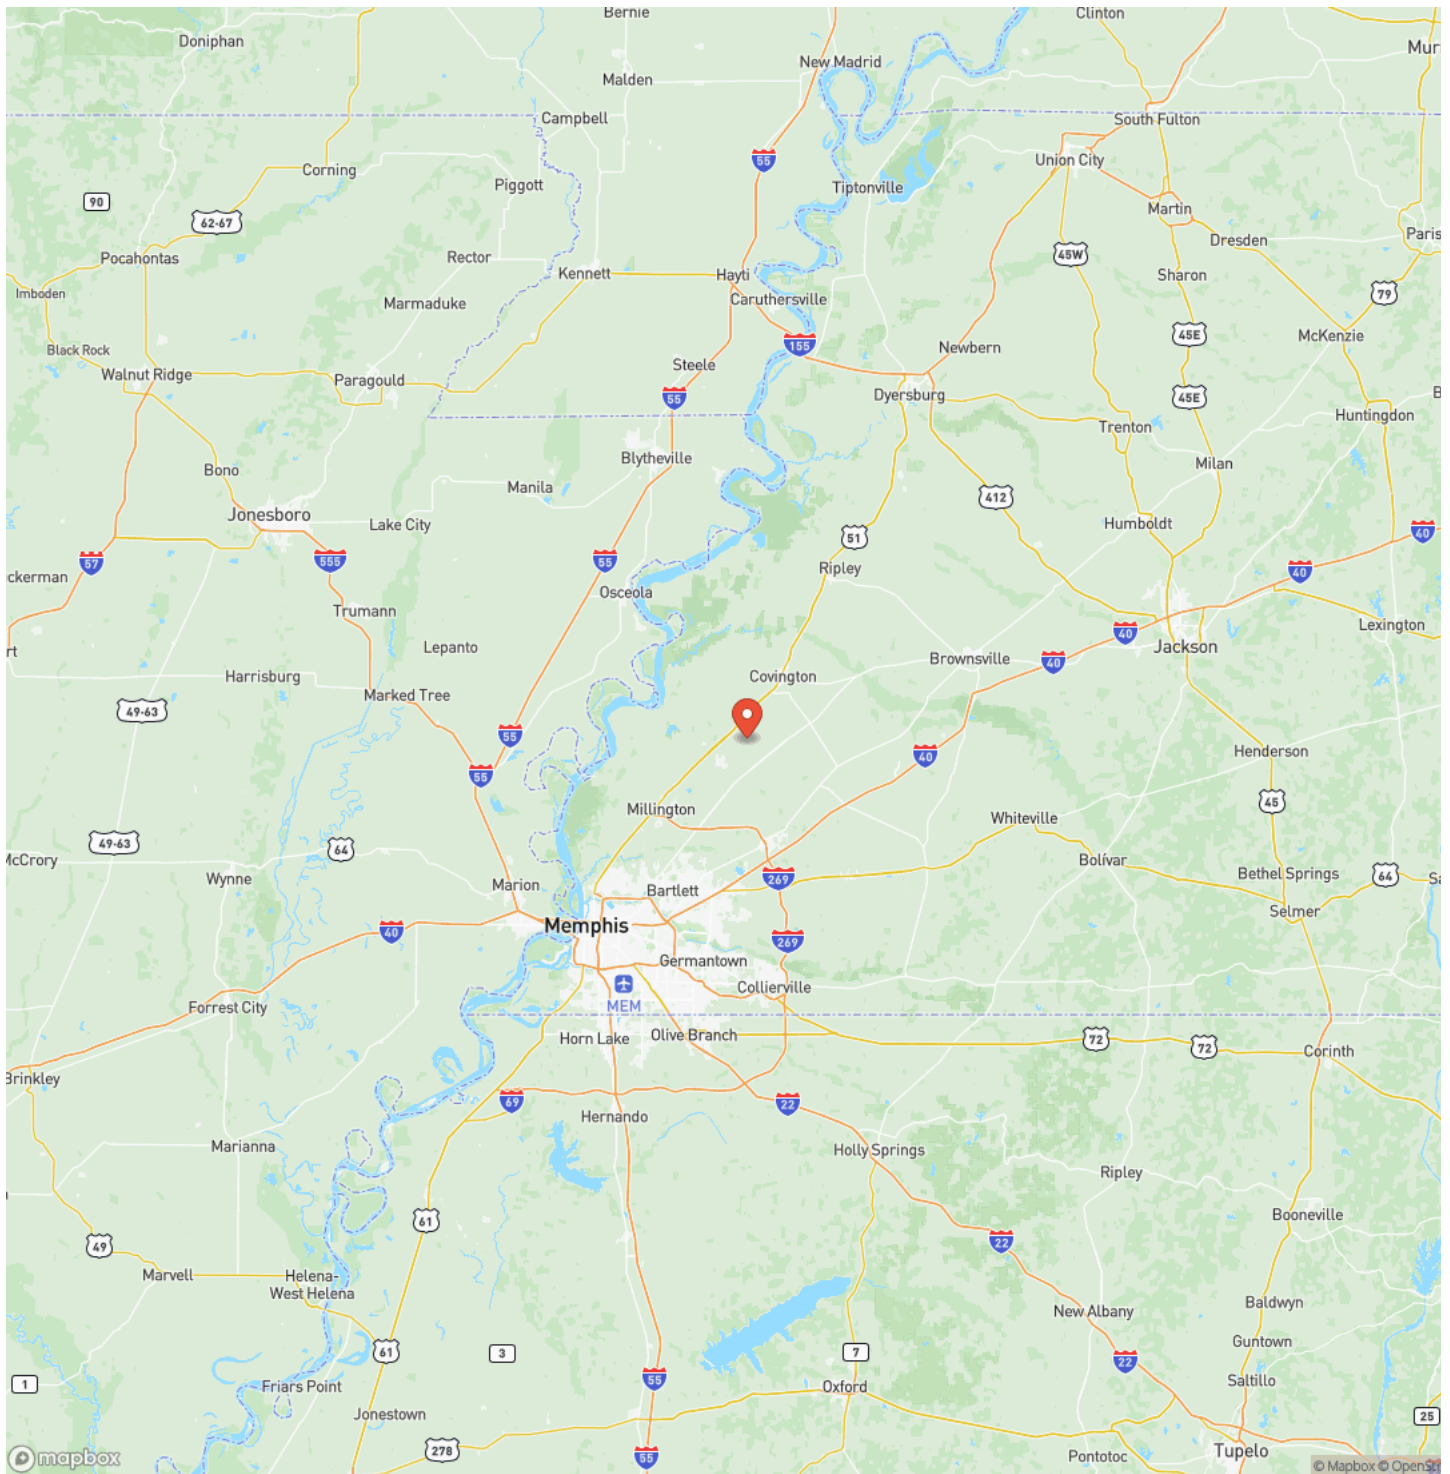 Bernie
Clinton
Doniphan
New Madrid
Mur
Malden
Campbell
South Fulton
55
Union City
Corning
Piggott
Tiptonville
90
62-67
Martin
Paris
Dresden
Pocahontas
Rector
45W
Kennett
Hayti
Sharon
Imboden
Marmaduke
Caruthersville
79
45E
McKenzie
Black Rock
155
Newbern
Walnut Ridge
Paragould
Steele
55
Dyersburg
45E
B
Huntingdon
Trenton
Bono
Blytheville
Milan
Manila
412
Jonesboro
Lake City
Humboldt
51
40
57
555
55
Ripley
40
ckerman
Osceola
Trumann
Lexington
40
rt
Lepanto
Brownsville
40
Jackson
Harrisburg
Covington
Marked Tree
49-63
55
Henderson
40
55
45
Millington
Whiteville
49-63
64
McCrory
Bolívar
Wynne
Marion
Bartlett
269
Bethel Springs
64
Sa
Selmer
Memphis
40
269
Germantown
Collierville
Forrest City
MEM
Horn Lake
Olive Branch
72
72
Corinth
Brinkley
69
22
Hernando
Marianna
Holly Springs
Ripley
61
Booneville
49
22
Marvell
Helena-
West Helena
Baldwyn
New Albany
Guntown
61
3
7
22
55
Saltillo
1
Friars Point
Oxford
Jonestown
25
278
55
Pontotoc
Tupelo
mapbox
© Mapbox © OpenStr